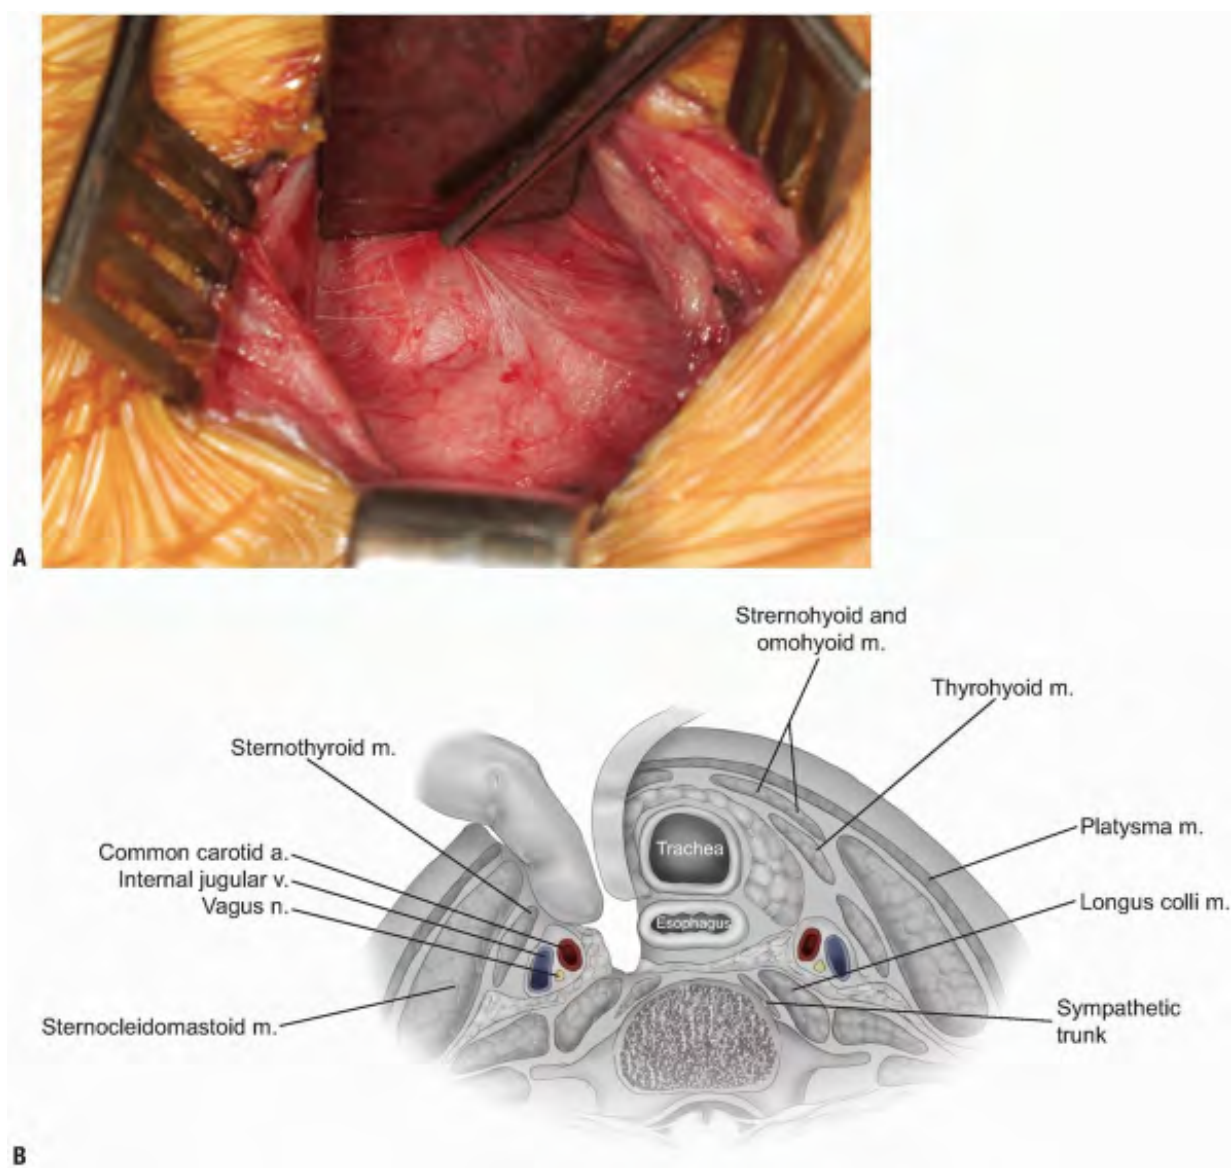 A
Strernohyoid and
omohyoid m.
Thyrohyoid m.
Sternothyroid m.
Platysma m.
Common carotid a.
Internal jugular v.
Vagus n.
Trachea
Longus colli m.
Esophagus
Sternocleidomastoid m.
Sympathetic
trunk
B